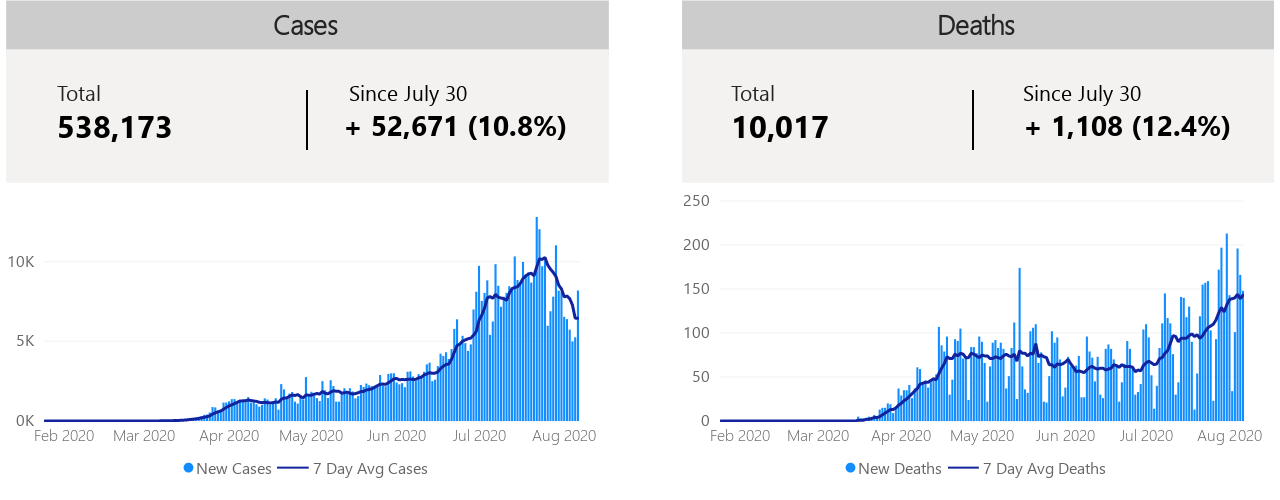 Cases
Total
538,173
Since July 30
+ 52,671 (10.8%)
10K
5K
0K
Feb 2020 Mar 2020 Apr 2020 May 2020 Jun 2020 Jul 2020 Aug 2020
New Cases 7 Day Avg Cases
Deaths
Total
10,017
Since July 30
+ 1,108 (12.4%)
250
200
150
100
50
0
Feb 2020 Mar 2020 Apr 2020 May 2020 Jun 2020 Jul 2020 Aug 2020
New Deaths 7 Day Avg Deaths